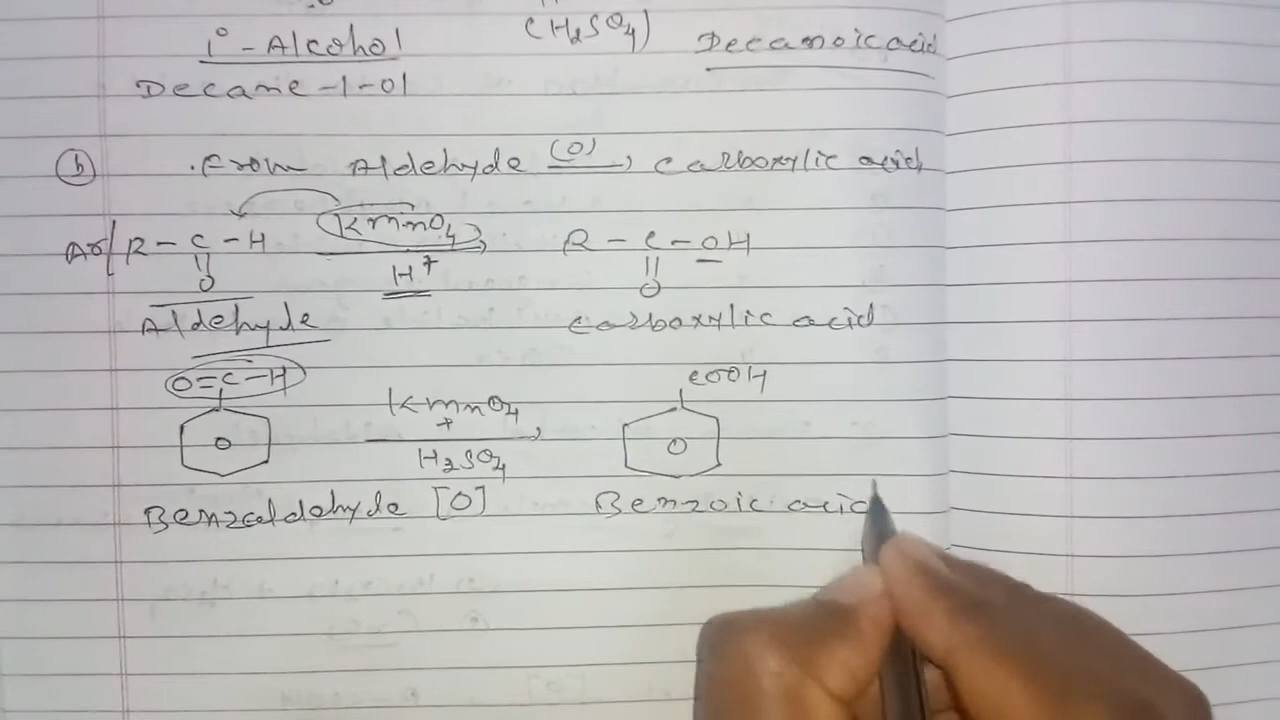 1° - Alcohol (H₂SO₄) Decanoic acid
Decane-1-ol
(b) From Aldehyde (O) → Carboxylic acid
Ar/R - C - H KMnO₄ R - C - OH
O H⁺ O
Aldehyde Carboxylic acid
O=C-H COOH
KMnO₄
+
H₂SO₄
Benzaldehyde [O] Benzoic acid